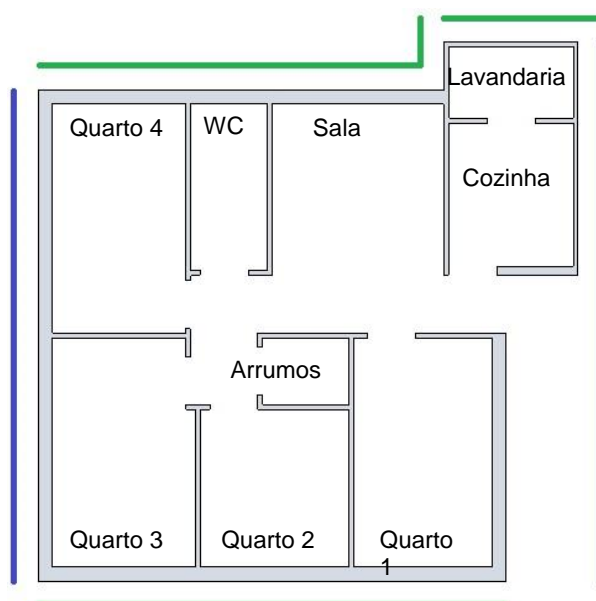 Lavandaria
Quarto 4
WC
Sala
Cozinha
Arrumos
Quarto 3
Quarto 2
Quarto
1